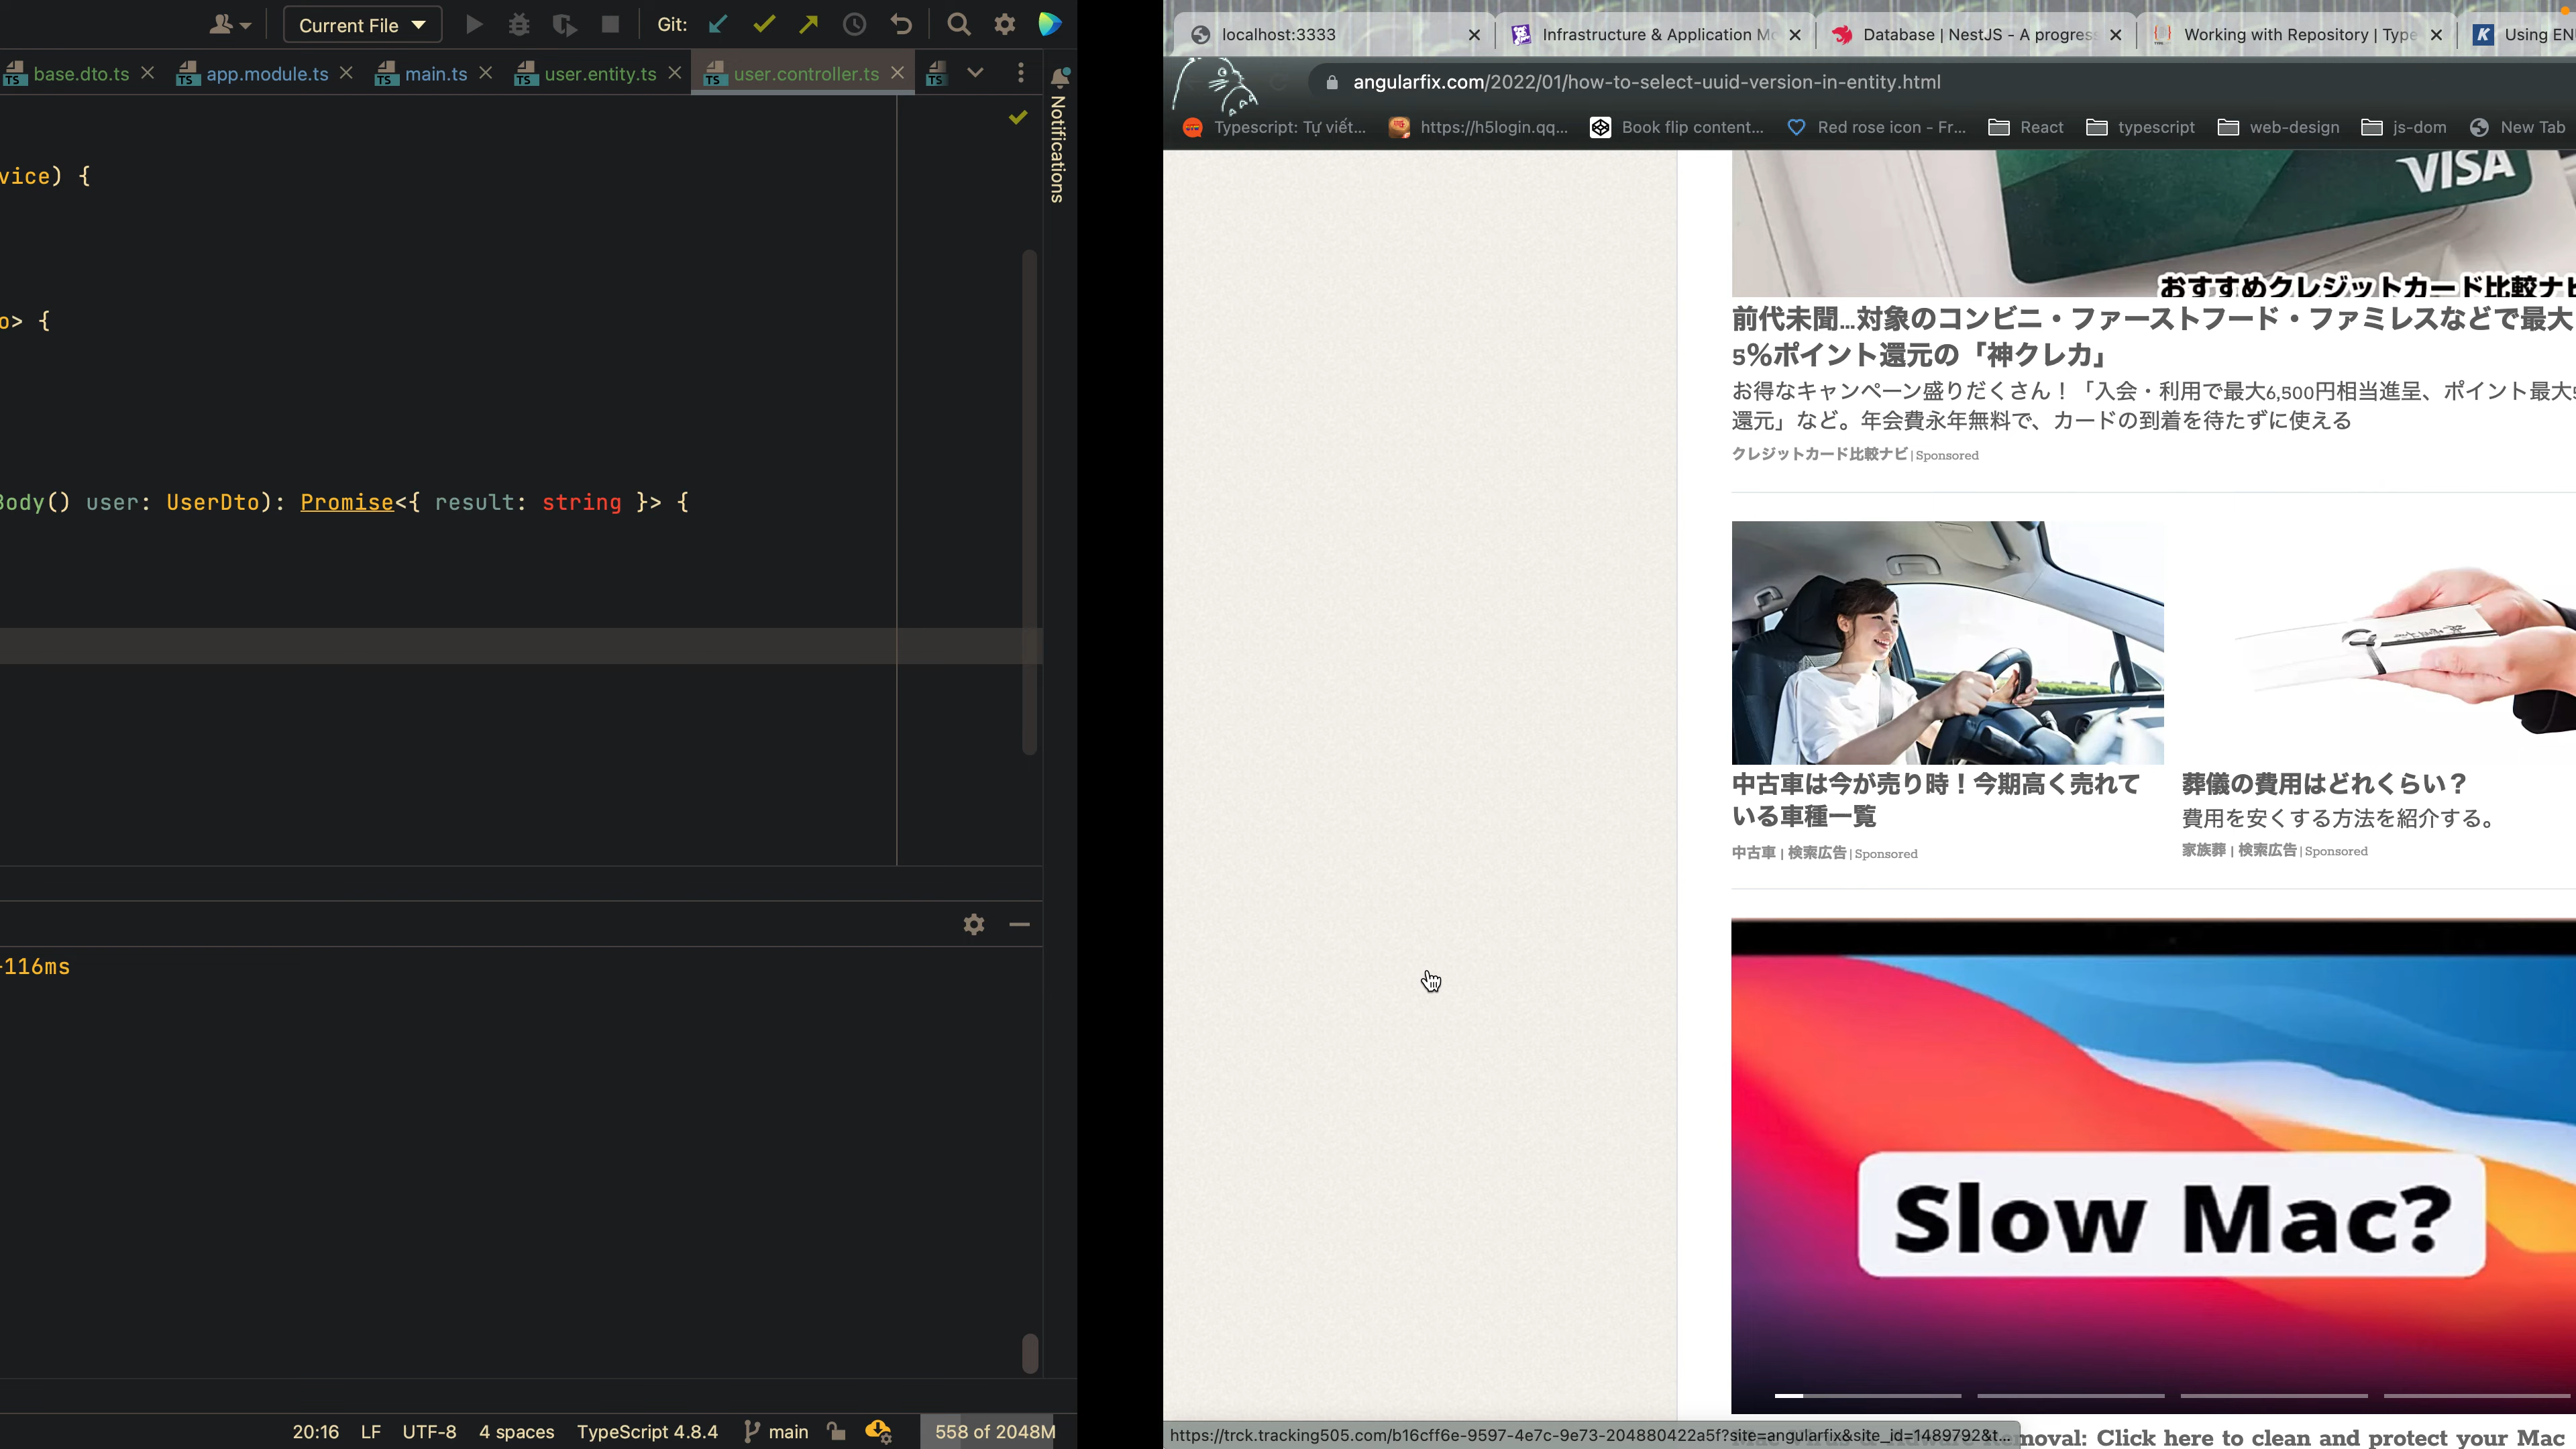 Current File
Git:
base.dto.ts
app.module.ts
main.ts
user.entity.ts
user.controller.ts
Notifications
vice) {
o> {
Body() user: UserDto): Promise<{ result: string }> {
116ms
20:16
LF
UTF-8
4 spaces
TypeScript 4.8.4
main
558 of 2048M
localhost:3333
Infrastructure & Application Mo
Database | NestJS - A progres
Working with Repository | Type
Using EN
angularfix.com/2022/01/how-to-select-uuid-version-in-entity.html
Typescript: Tự viết...
https://h5login.qq...
Book flip content...
Red rose icon - Fr...
React
typescript
web-design
js-dom
New Tab
VISA
おすすめクレジットカード比較ナビ
前代未聞...対象のコンビニ・ファーストフード・ファミレスなどで最大
5%ポイント還元の「神クレカ」
お得なキャンペーン盛りだくさん！「入会・利用で最大6,500円相当進呈、ポイント最大5
還元」など。年会費永年無料で、カードの到着を待たずに使える
クレジットカード比較ナビ | Sponsored
中古車は今が売り時！今期高く売れて
いる車種一覧
中古車 | 検索広告 | Sponsored
葬儀の費用はどれくらい？
費用を安くする方法を紹介する。
家族葬 | 検索広告 | Sponsored
Slow Mac?
https://trck.tracking505.com/b16cff6e-9597-4e7c-9e73-204880422a5f?site=angularfix&site_id=1489792&t...
moval: Click here to clean and protect your Mac